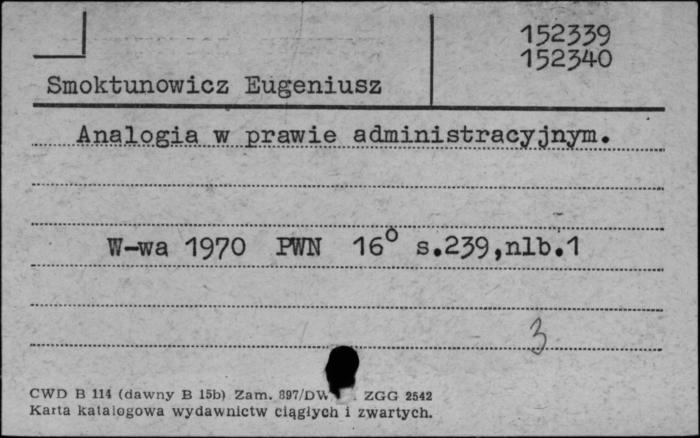 152339
152340
Smoktunowicz Eugeniusz
Analogia w prawie administracyjnym.
W-wa 1970 PWN 16° s.239,nlb.1
3
CWD B 114 (dawny B 15b) Zam. 897/DW ZGG 2542
Karta katalogowa wydawnictw ciągłych i zwartych.